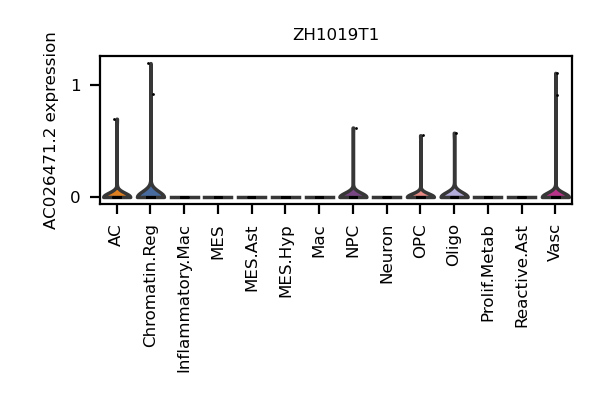 ZH1019T1
AC026471.2 expression
1
0
AC
Chromatin.Reg
Inflammatory.Mac
MES
MES.Ast
MES.Hyp
Mac
NPC
Neuron
OPC
Oligo
Prolif.Metab
Reactive.Ast
Vasc